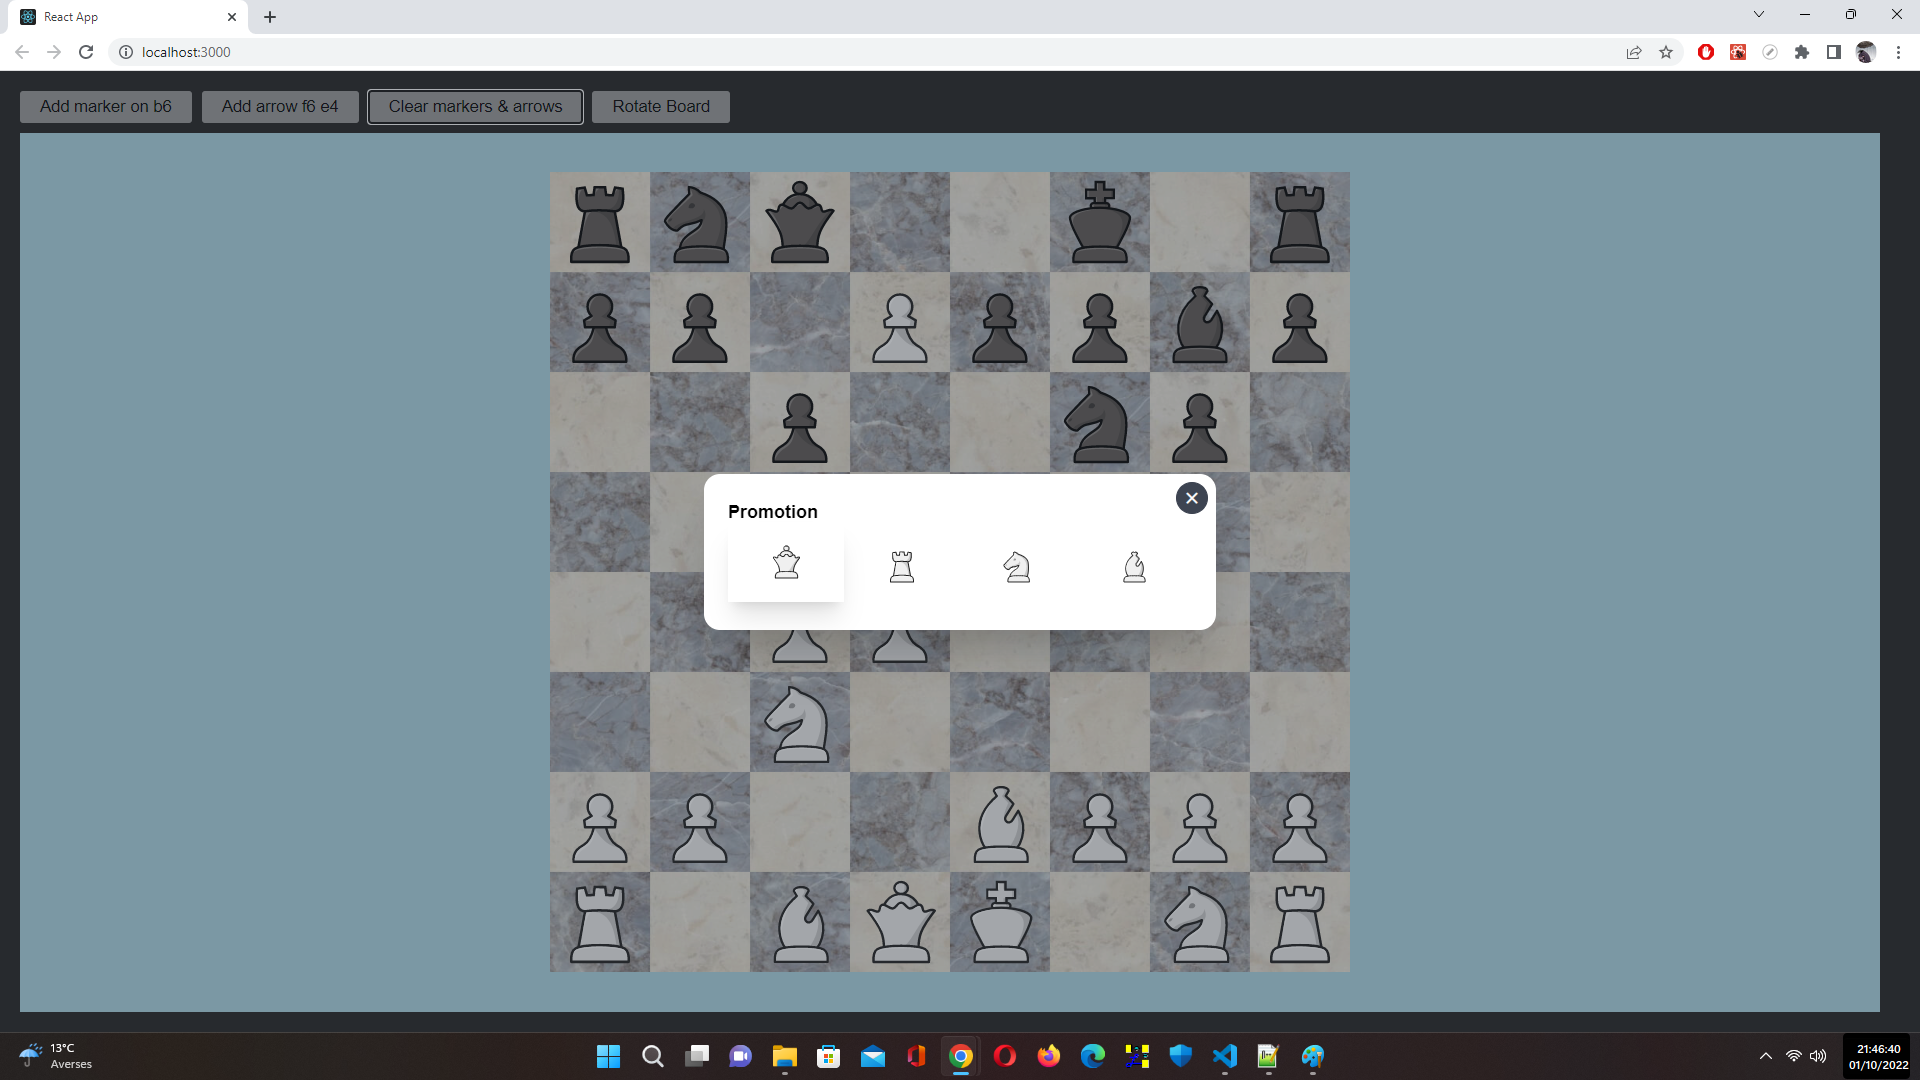 React App
localhost:3000
Add marker on b6
Add arrow f6 e4
Clear markers & arrows
Rotate Board
Promotion
13°C
Averses
21:46:40
01/10/2022